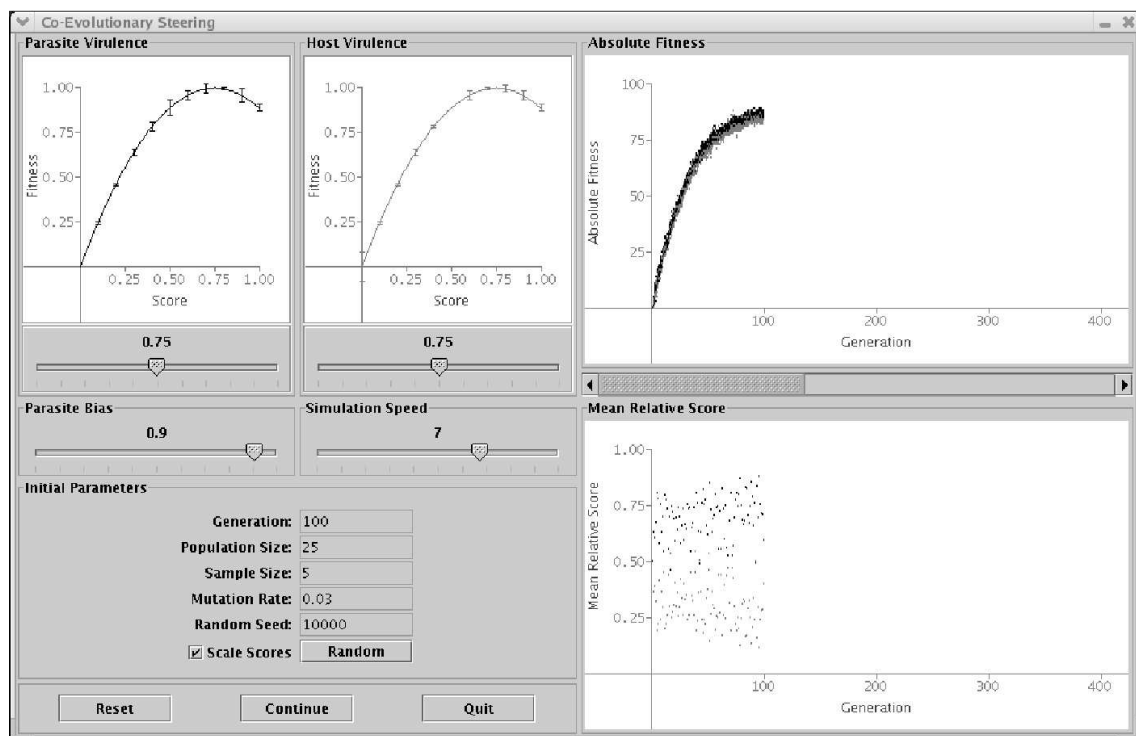 Co-Evolutionary Steering
Parasite Virulence
1.00
0.75
0.50
0.25
Fitness
0.25 0.50 0.75 1.00
Score
0.75
Host Virulence
1.00
0.75
0.50
0.25
Fitness
0.25 0.50 0.75 1.00
Score
0.75
Absolute Fitness
100
75
50
25
Absolute Fitness
100 200 300 400
Generation
Parasite Bias
0.9
Simulation Speed
7
Mean Relative Score
1.00
0.75
0.50
0.25
Mean Relative Score
100 200 300 400
Generation
Initial Parameters
Generation: 100
Population Size: 25
Sample Size: 5
Mutation Rate: 0.03
Random Seed: 10000
Scale Scores Random
Reset Continue Quit